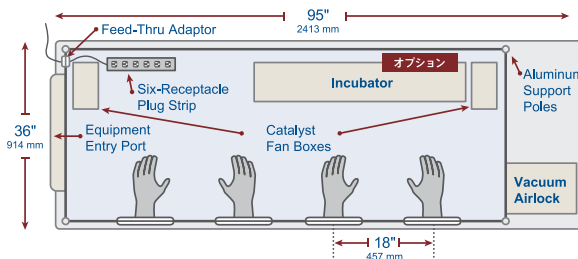 95"
2413 mm
Feed-Thru Adaptor
オプション
Incubator
Six-Receptacle
Plug Strip
Aluminum
Support
Poles
36"
914 mm
Equipment
Entry Port
Catalyst
Fan Boxes
Vacuum
Airlock
18"
457 mm